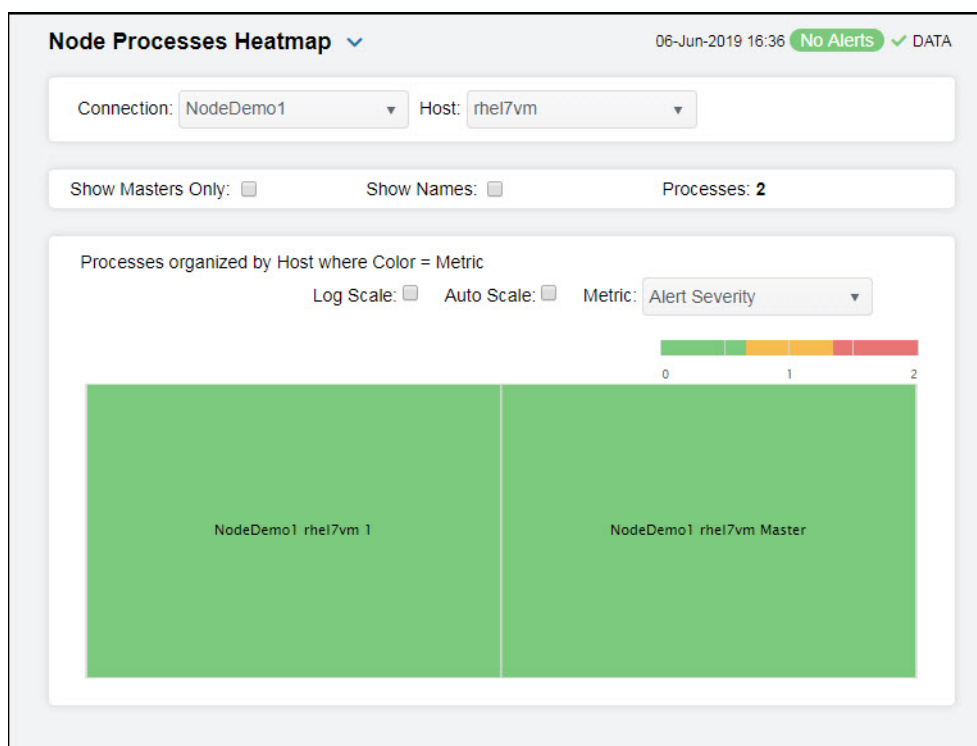 Node Processes Heatmap
06-Jun-2019 16:36 No Alerts DATA
Connection: NodeDemo1 Host: rhel7vm
Show Masters Only: Show Names: Processes: 2
Processes organized by Host where Color = Metric
Log Scale: Auto Scale: Metric: Alert Severity
0 1 2
NodeDemo1 rhel7vm 1 NodeDemo1 rhel7vm Master